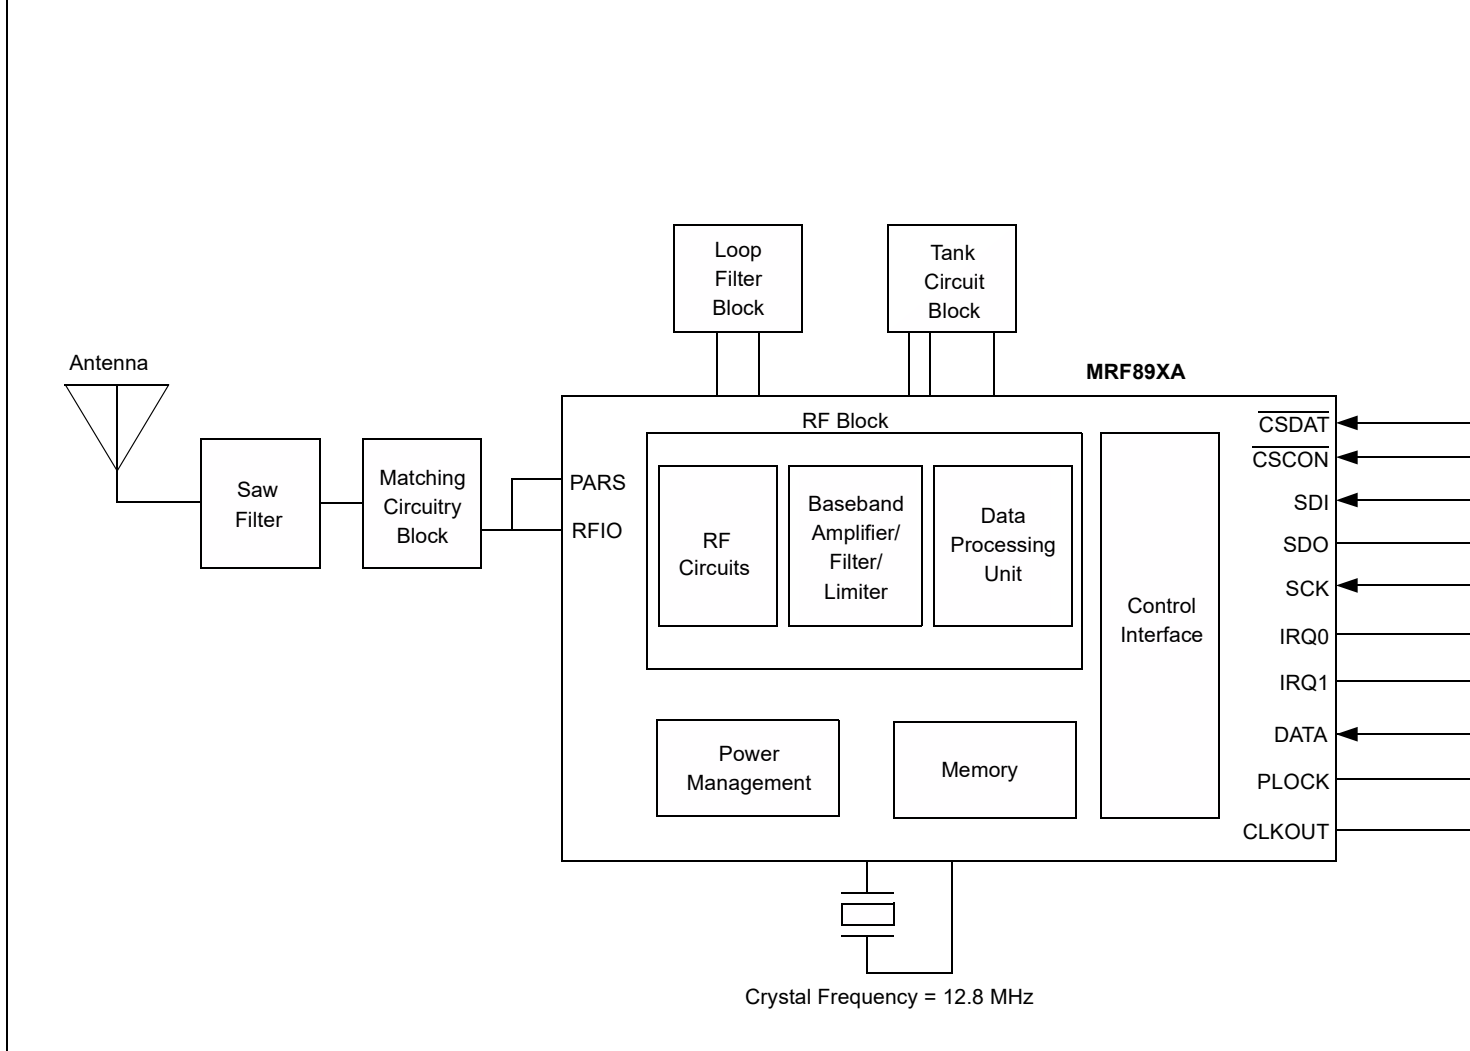 Loop
Filter
Block
Tank
Circuit
Block
Antenna
MRF89XA
RF Block
Saw
Filter
Matching
Circuitry
Block
PARS
RFIO
RF
Circuits
Baseband
Amplifier/
Filter/
Limiter
Data
Processing
Unit
Control
Interface
CSDAT
CSCON
SDI
SDO
SCK
IRQ0
IRQ1
DATA
PLOCK
CLKOUT
Power
Management
Memory
Crystal Frequency = 12.8 MHz